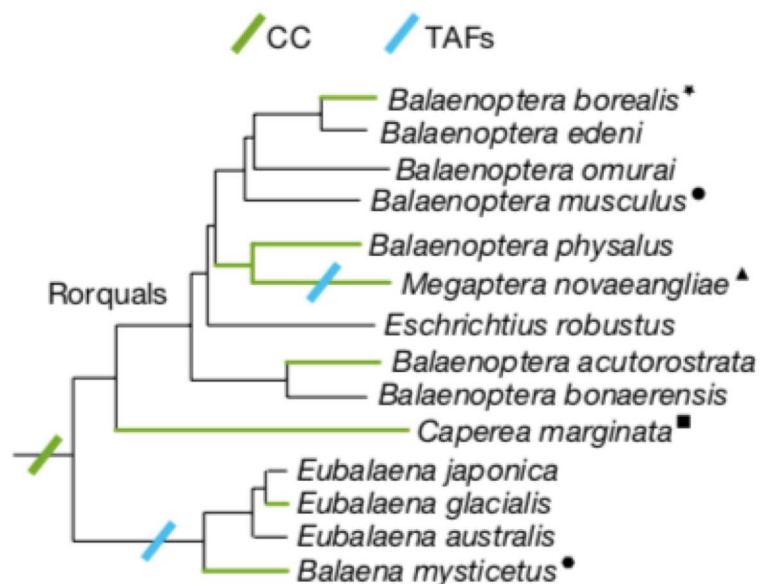 CC TAFs
Balaenoptera borealis★
Balaenoptera edeni
Balaenoptera omurai
Balaenoptera musculus●
Balaenoptera physalus
Megaptera novaeangliae▲
Rorquals
Eschrichtius robustus
Balaenoptera acutorostrata
Balaenoptera bonaerensis
Caperea marginata■
Eubalaena japonica
Eubalaena glacialis
Eubalaena australis
Balaena mysticetus●